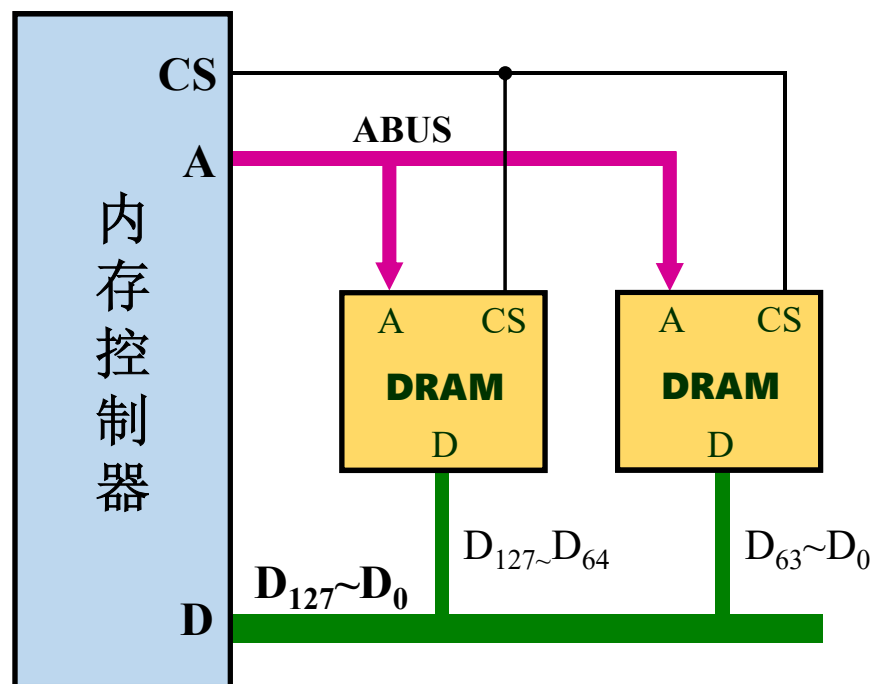 CS
ABUS
A
内存控制器
A CS
DRAM
D
A CS
DRAM
D
D₁₂₇~D₆₄
D₆₃~D₀
D₁₂₇~D₀
D